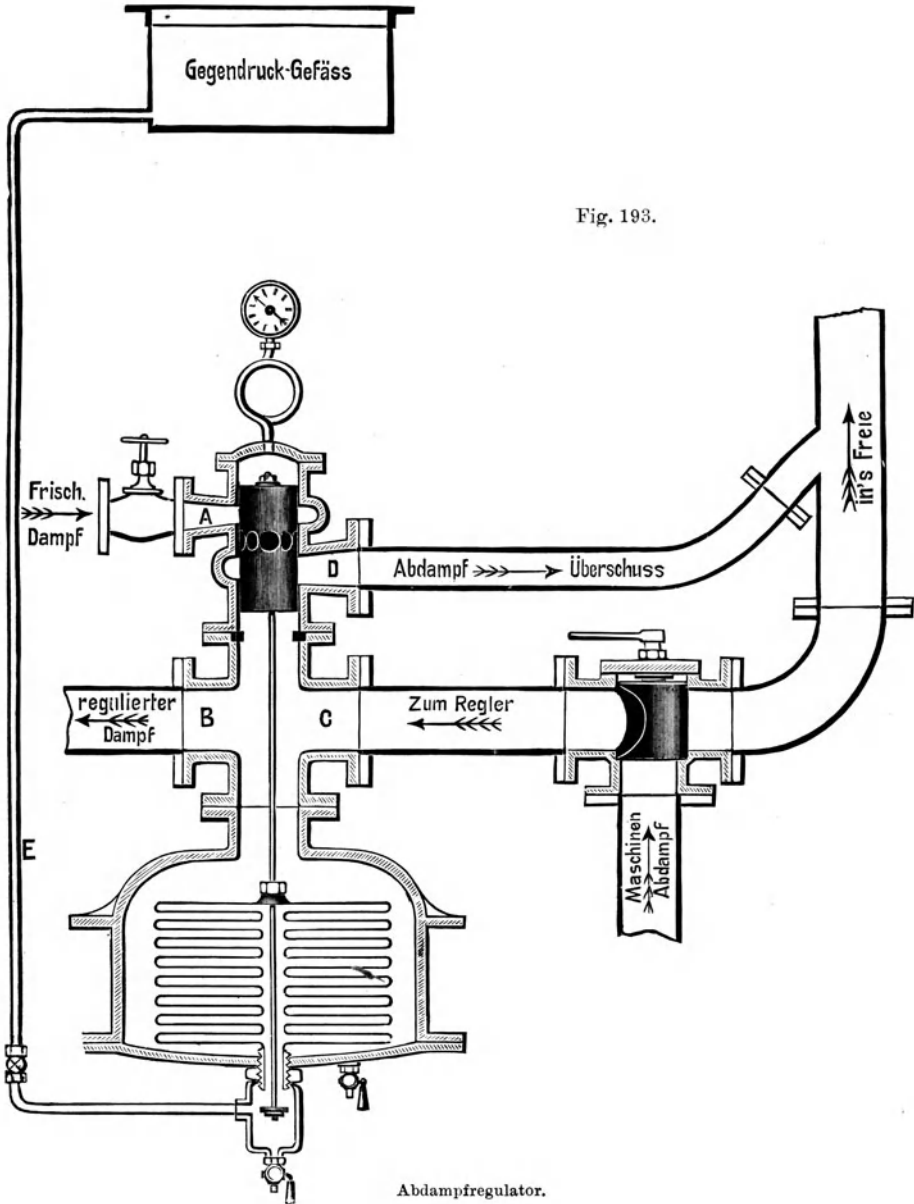 Gegendruck-Gefäss
Fig. 193.
Frisch.
Dampf
A
D
Abdampf
Überschuss
in's Freie
regulierter
Dampf
B
C
Zum Regler
Maschinen
Abdampf
E
Abdampfregulator.